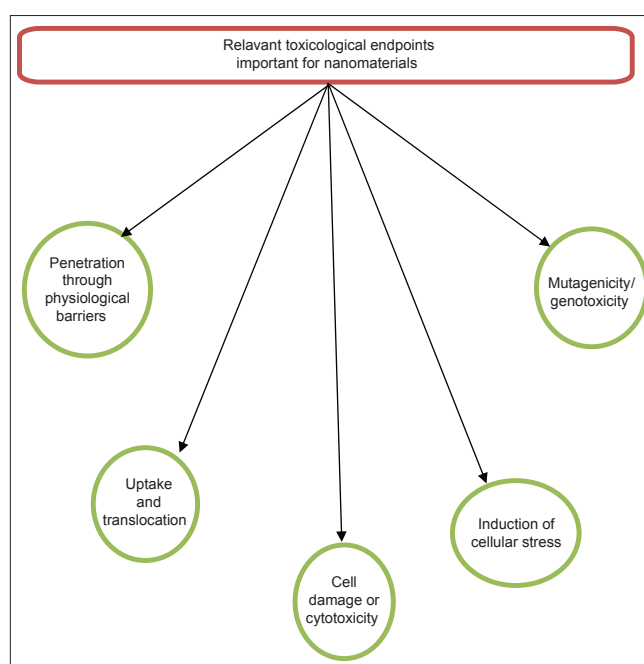 Relavant toxicological endpoints
important for nanomaterials
Penetration
through
physiological
barriers
Mutagenicity/
genotoxicity
Uptake
and
translocation
Induction of
cellular stress
Cell
damage or
cytotoxicity